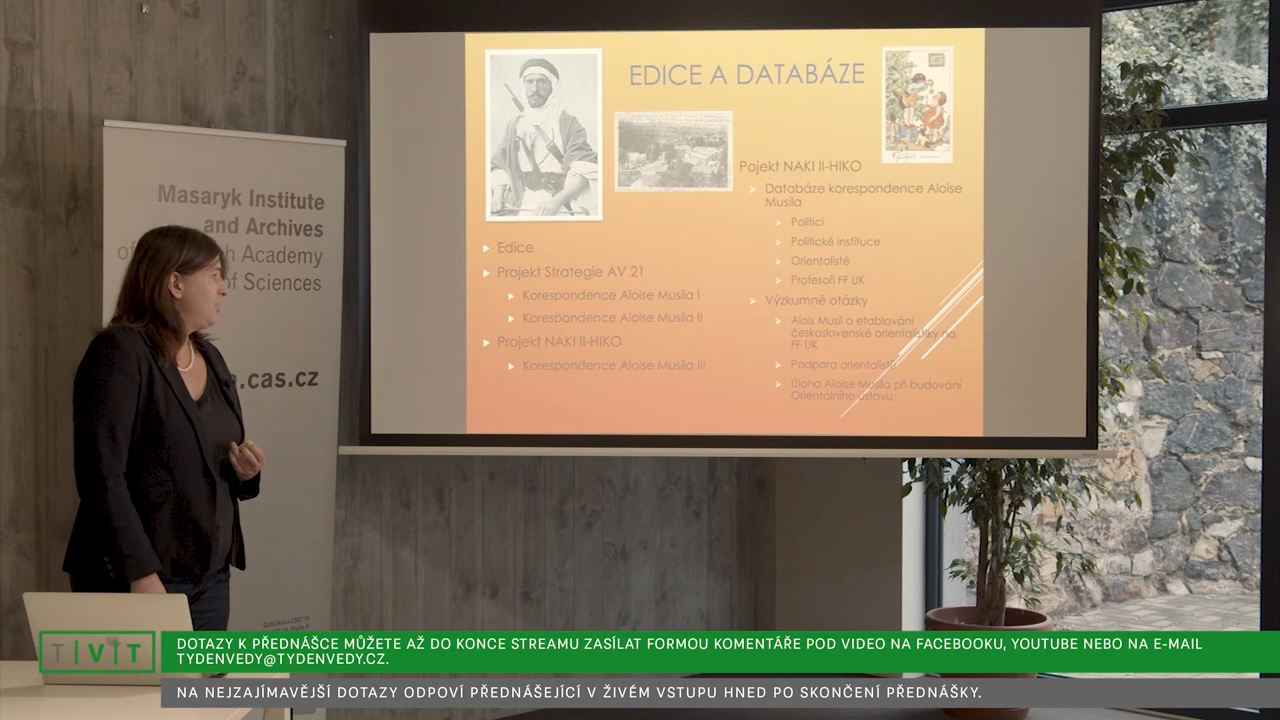 Masaryk Institute
and Archives
Academy
of Sciences
.cas.cz
EDICE A DATABÁZE
Edice
Projekt Strategie AV 21
Korespondence Aloise Musila I
Korespondence Aloise Musila II
Projekt NAKI II-HIKO
Korespondence Aloise Musila III
Pojekt NAKI II-HIKO
Databáze korespondence Aloise
Musila
Politici
Politické instituce
Orientalisté
Profesoři FF UK
Výzkumné otázky
Alois Musil a etablování
československé orientalistiky na
FF UK
Podpora orientalistů
Úloha Aloise Musila při budování
Orientálního ústavu
TVT
DOTAZY K PŘEDNÁŠCE MŮŽETE AŽ DO KONCE STREAMU ZASÍLAT FORMOU KOMENTÁŘE POD VIDEO NA FACEBOOKU, YOUTUBE NEBO NA E-MAIL
TYDENVEDY@TYDENVEDY.CZ.
NA NEJZAJÍMAVĚJŠÍ DOTAZY ODPOVÍ PŘEDNÁŠEJÍCÍ V ŽIVÉM VSTUPU HNED PO SKONČENÍ PŘEDNÁŠKY.